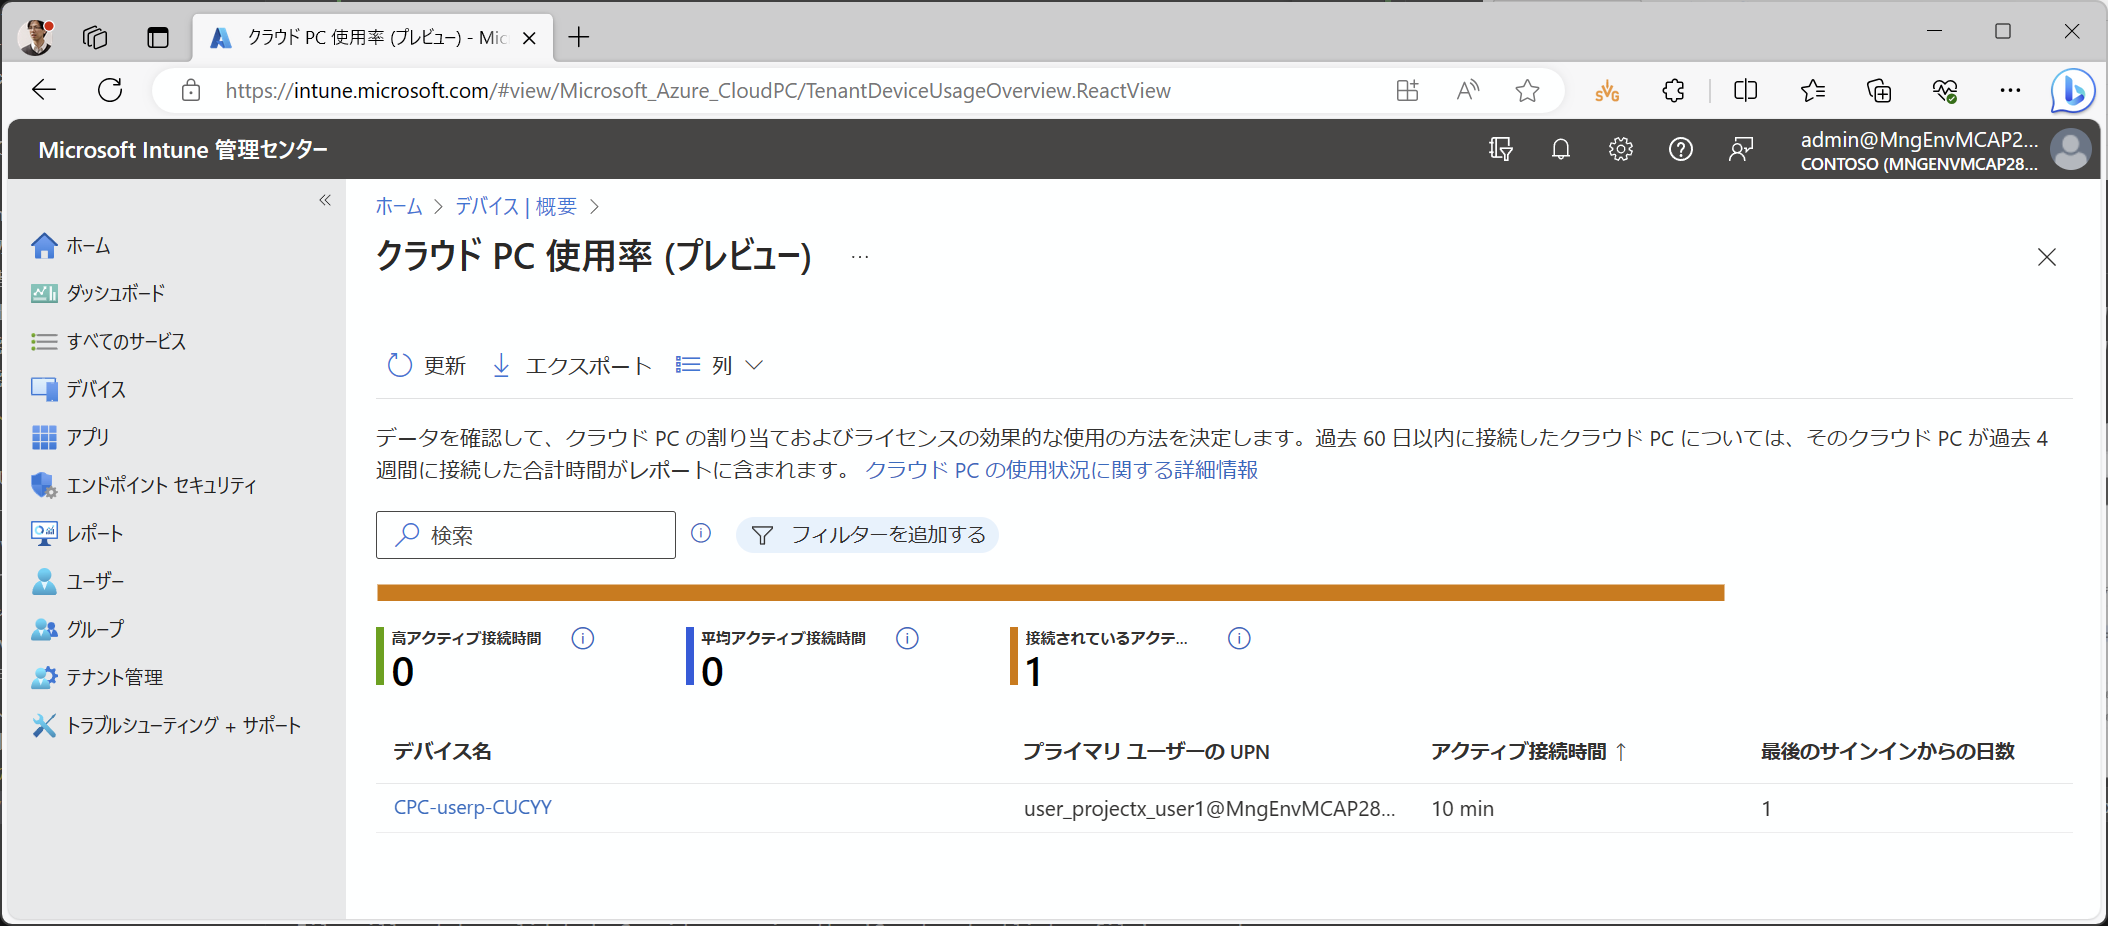 クラウド PC 使用率 (プレビュー) - Mic
https://intune.microsoft.com/#view/Microsoft_Azure_CloudPC/TenantDeviceUsageOverview.ReactView
Microsoft Intune 管理センター
admin@MngEnvMCAP2...
CONTOSO (MNGENVMCAP28...
ホーム
ダッシュボード
すべてのサービス
デバイス
アプリ
エンドポイント セキュリティ
レポート
ユーザー
グループ
テナント管理
トラブルシューティング + サポート
ホーム > デバイス | 概要 >
クラウド PC 使用率 (プレビュー) ...
更新 エクスポート 列
データを確認して、クラウド PC の割り当ておよびライセンスの効果的な使用の方法を決定します。過去 60 日以内に接続したクラウド PC については、そのクラウド PC が過去 4
週間に接続した合計時間がレポートに含まれます。 クラウド PC の使用状況に関する詳細情報
検索 フィルターを追加する
高アクティブ接続時間 平均アクティブ接続時間 接続されているアクテ...
0 0 1
デバイス名 プライマリ ユーザーの UPN アクティブ接続時間 ↑ 最後のサインインからの日数
CPC-userp-CUCYY user_projectx_user1@MngEnvMCAP28... 10 min 1